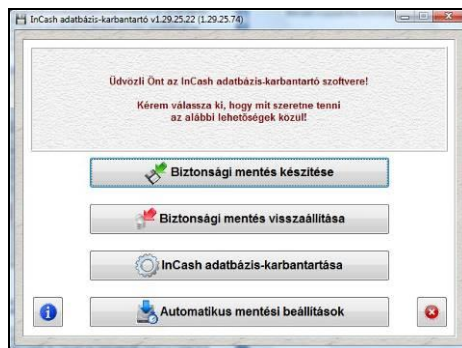 InCash adatbázis-karbantartó v1.29.25.22 (1.29.25.74)
Üdvözli Önt az InCash adatbázis-karbantartó szoftvere!
Kérem válassza ki, hogy mit szeretne tenni
az alábbi lehetőségek közül!
Biztonsági mentés készítése
Biztonsági mentés visszaállítása
InCash adatbázis-karbantartása
Automatikus mentési beállítások